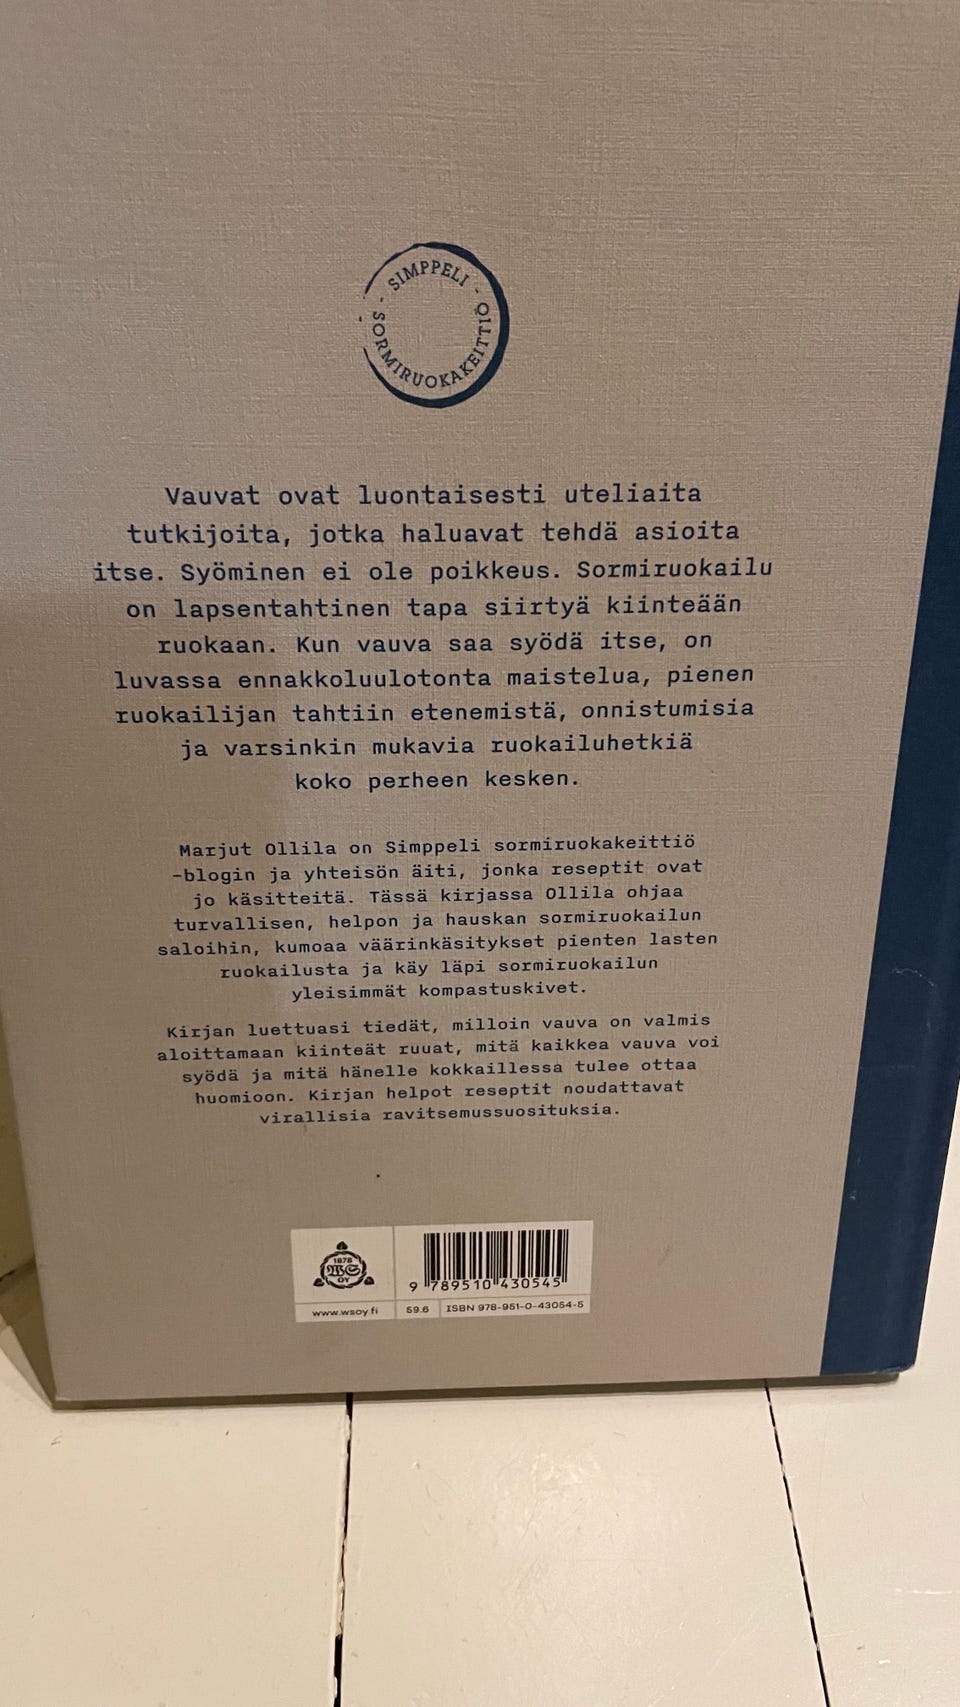 - SIMPPELI -
SORMIRUOKAKEITTIÖ
Vauvat ovat luontaisesti uteliaita
tutkijoita, jotka haluavat tehdä asioita
itse. Syöminen ei ole poikkeus. Sormiruokailu
on lapsentahtinen tapa siirtyä kiinteään
ruokaan. Kun vauva saa syödä itse, on
luvassa ennakkoluulotonta maistelua, pienen
ruokailijan tahtiin etenemistä, onnistumisia
ja varsinkin mukavia ruokailuhetkiä
koko perheen kesken.
Marjut Ollila on Simppeli sormiruokakeittiö
-blogin ja yhteisön äiti, jonka reseptit ovat
jo käsitteitä. Tässä kirjassa Ollila ohjaa
turvallisen, helpon ja hauskan sormiruokailun
saloihin, kumoaa väärinkäsitykset pienten lasten
ruokailusta ja käy läpi sormiruokailun
yleisimmät kompastuskivet.
Kirjan luettuasi tiedät, milloin vauva on valmis
aloittamaan kiinteät ruuat, mitä kaikkea vauva voi
syödä ja mitä hänelle kokkaillessa tulee ottaa
huomioon. Kirjan helpot reseptit noudattavat
virallisia ravitsemussuosituksia.
1878
WS
OY
9 789510 430545
www.wsoy.fi 59.6 ISBN 978-951-0-43054-5